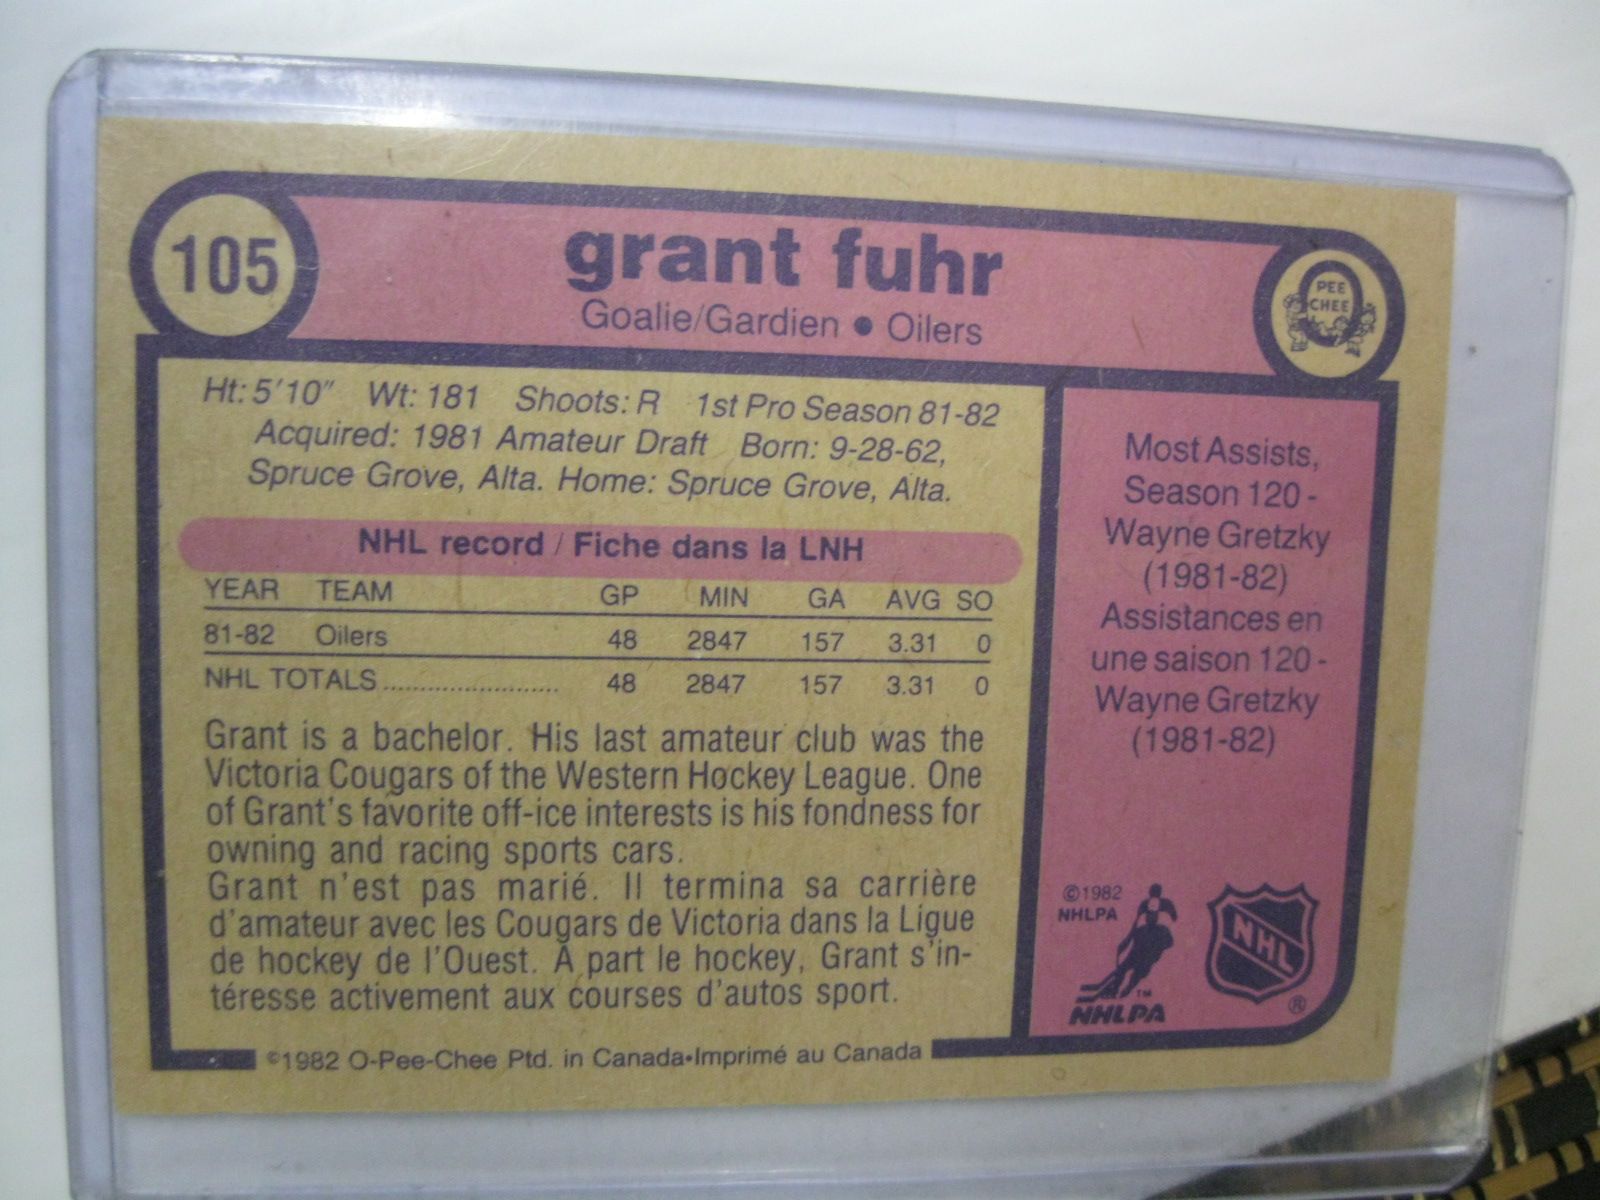 105
grant fuhr
Goalie/Gardien • Oilers
PEE
CHEE
Ht: 5'10" Wt: 181 Shoots: R 1st Pro Season 81-82
Acquired: 1981 Amateur Draft Born: 9-28-62,
Spruce Grove, Alta. Home: Spruce Grove, Alta.
NHL record / Fiche dans la LNH
YEAR TEAM GP MIN GA AVG SO
81-82 Oilers 48 2847 157 3.31 0
NHL TOTALS........................ 48 2847 157 3.31 0
Grant is a bachelor. His last amateur club was the
Victoria Cougars of the Western Hockey League. One
of Grant's favorite off-ice interests is his fondness for
owning and racing sports cars.
Grant n'est pas marié. Il termina sa carrière
d'amateur avec les Cougars de Victoria dans la Ligue
de hockey de l'Ouest. A part le hockey, Grant s'in-
téresse activement aux courses d'autos sport.
Most Assists,
Season 120 -
Wayne Gretzky
(1981-82)
Assistances en
une saison 120 -
Wayne Gretzky
(1981-82)
©1982
NHLPA
TM
NHLPA
NHL
®
©1982 O-Pee-Chee Ptd. in Canada•Imprimé au Canada